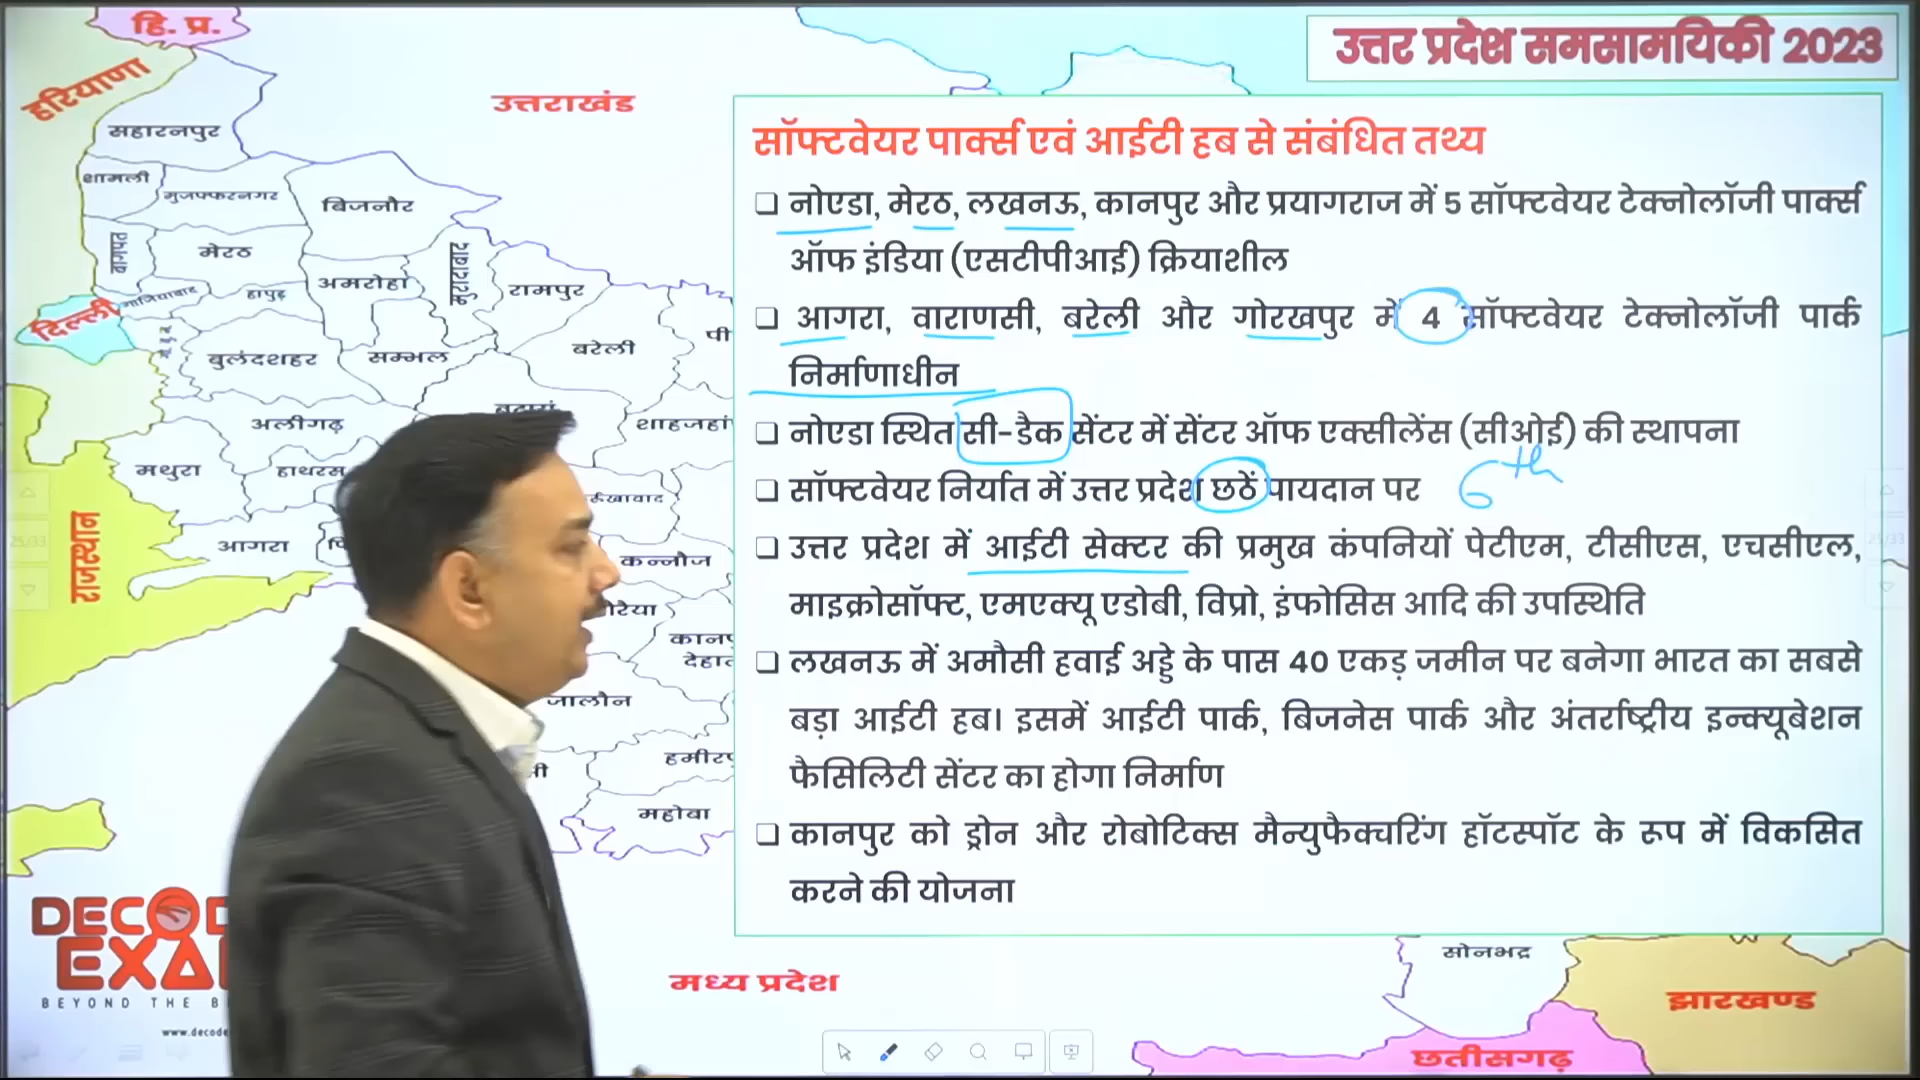 हि. प्र.
हरियाणा
उत्तराखंड
उत्तर प्रदेश समसामयिकी 2023
सहारनपुर
शामली
मुजफ्फरनगर
बिजनौर
बागपत
मेरठ
अमरोहा
मुरादाबाद
रामपुर
गाजियाबाद
हापुड़
दिल्ली
बुलंदशहर
सम्भल
बरेली
पी
अलीगढ़
बदायूं
शाहजहां
मथुरा
हाथरस
र्रुखाबाद
राजस्थान
आगरा
कन्नौज
ौरैया
कानपु
देहात
जालौन
हमीरपु
महोबा
सॉफ्टवेयर पार्क्स एवं आईटी हब से संबंधित तथ्य
❑ नोएडा, मेरठ, लखनऊ, कानपुर और प्रयागराज में 5 सॉफ्टवेयर टेक्नोलॉजी पार्क्स
ऑफ इंडिया (एसटीपीआई) क्रियाशील
❑ आगरा, वाराणसी, बरेली और गोरखपुर में 4 सॉफ्टवेयर टेक्नोलॉजी पार्क
निर्माणाधीन
❑ नोएडा स्थित सी-डैक सेंटर में सेंटर ऑफ एक्सीलेंस (सीओई) की स्थापना
❑ सॉफ्टवेयर निर्यात में उत्तर प्रदेश छठें पायदान पर 6th
❑ उत्तर प्रदेश में आईटी सेक्टर की प्रमुख कंपनियों पेटीएम, टीसीएस, एचसीएल,
माइक्रोसॉफ्ट, एमएक्यू एडोबी, विप्रो, इंफोसिस आदि की उपस्थिति
❑ लखनऊ में अमौसी हवाई अड्डे के पास 40 एकड़ जमीन पर बनेगा भारत का सबसे
बड़ा आईटी हब। इसमें आईटी पार्क, बिजनेस पार्क और अंतर्राष्ट्रीय इन्क्यूबेशन
फैसिलिटी सेंटर का होगा निर्माण
❑ कानपुर को ड्रोन और रोबोटिक्स मैन्युफैक्चरिंग हॉटस्पॉट के रूप में विकसित
करने की योजना
DECOD
EXA
BEYOND THE B
www.decode
मध्य प्रदेश
सोनभद्र
झारखण्ड
छतीसगढ़